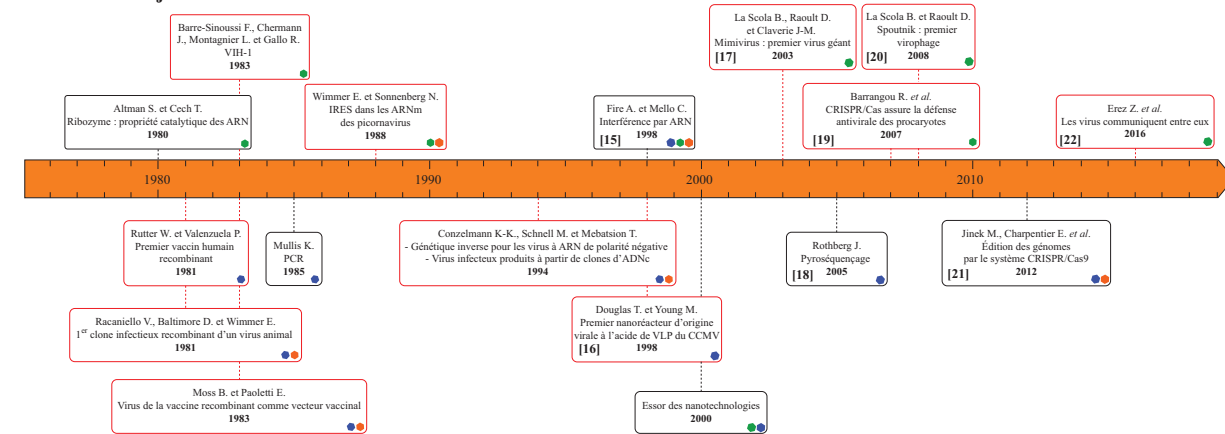 Barre-Sinoussi F., Chermann
J., Montagnier L. et Gallo R.
VIH-1
1983
La Scola B., Raoult D.
et Claverie J-M.
Mimivirus : premier virus géant
[17] 2003
La Scola B. et Raoult D.
Spoutnik : premier
virophage
[20] 2008
Altman S. et Cech T.
Ribozyme : propriété catalytique des ARN
1980
Wimmer E. et Sonnenberg N.
IRES dans les ARNm
des picornavirus
1988
Fire A. et Mello C.
Interférence par ARN
[15] 1998
Barrangou R. et al.
CRISPR/Cas assure la défense
antivirale des procaryotes
[19] 2007
Erez Z. et al.
Les virus communiquent entre eux
[22] 2016
1980 1990 2000 2010
Rutter W. et Valenzuela P.
Premier vaccin humain
recombinant
1981
Mullis K.
PCR
1985
Conzelmann K-K., Schnell M. et Mebatsion T.
- Génétique inverse pour les virus à ARN de polarité négative
- Virus infecteux produits à partir de clones d'ADNc
1994
Rothberg J.
Pyroséquençage
[18] 2005
Jinek M., Charpentier E. et al.
Édition des génomes
par le système CRISPR/Cas9
[21] 2012
Racaniello V., Baltimore D. et Wimmer E.
1er clone infectieux recombinant d'un virus animal
1981
Douglas T. et Young M.
Premier nanoréacteur d'origine
virale à l'acide de VLP du CCMV
[16] 1998
Moss B. et Paoletti E.
Virus de la vaccine recombinant comme vecteur vaccinal
1983
Essor des nanotechnologies
2000